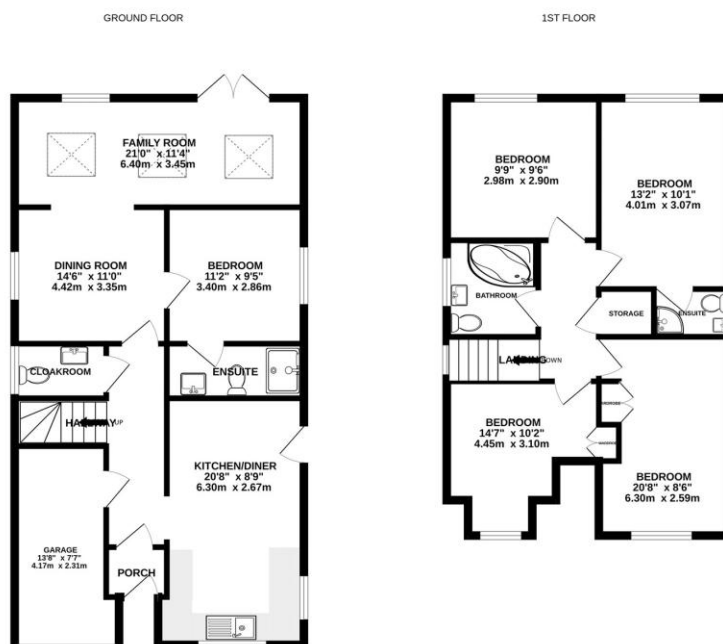 GROUND FLOOR
FAMILY ROOM
21'0" x 11'4"
6.40m x 3.45m
DINING ROOM
14'6" x 11'0"
4.42m x 3.35m
BEDROOM
11'2" x 9'5"
3.40m x 2.86m
CLOAKROOM
ENSUITE
HALLWAY
UP
KITCHEN/DINER
20'8" x 8'9"
6.30m x 2.67m
GARAGE
13'8" x 7'7"
4.17m x 2.31m
PORCH
1ST FLOOR
BEDROOM
9'9" x 9'6"
2.98m x 2.90m
BEDROOM
13'2" x 10'1"
4.01m x 3.07m
BATHROOM
STORAGE
ENSUITE
LANDING
DOWN
BEDROOM
14'7" x 10'2"
4.45m x 3.10m
BEDROOM
20'8" x 8'6"
6.30m x 2.59m